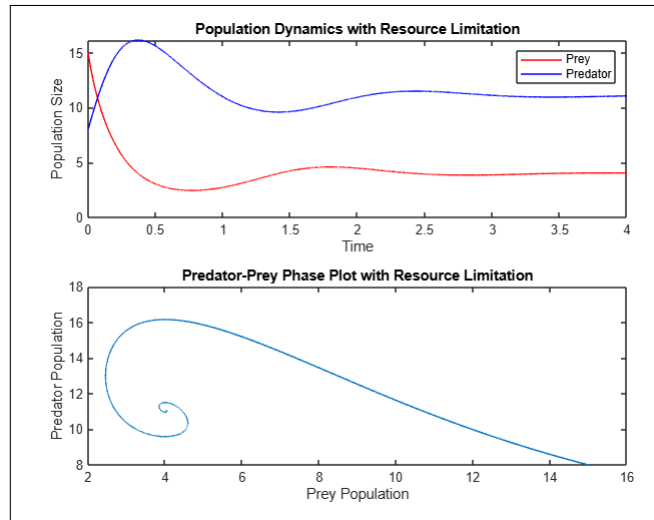 Population Dynamics with Resource Limitation
15
10
5
0
Population Size
Prey
Predator
0 0.5 1 1.5 2 2.5 3 3.5 4
Time
Predator-Prey Phase Plot with Resource Limitation
18
16
14
12
10
8
Predator Population
2 4 6 8 10 12 14 16
Prey Population